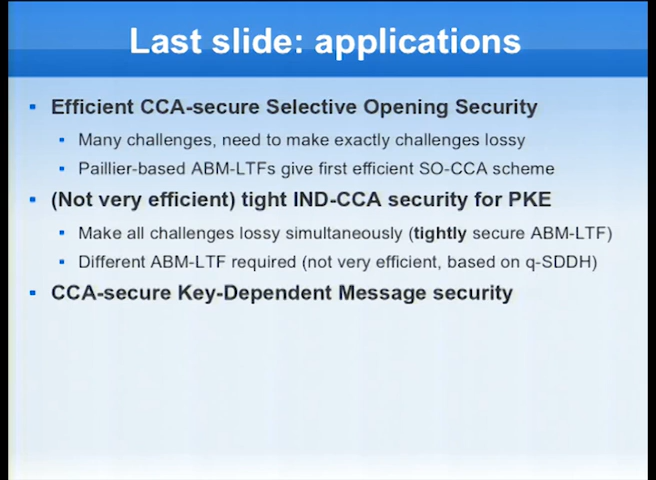 Last slide: applications
Efficient CCA-secure Selective Opening Security
Many challenges, need to make exactly challenges lossy
Paillier-based ABM-LTFs give first efficient SO-CCA scheme
(Not very efficient) tight IND-CCA security for PKE
Make all challenges lossy simultaneously (tightly secure ABM-LTF)
Different ABM-LTF required (not very efficient, based on q-SDDH)
CCA-secure Key-Dependent Message security